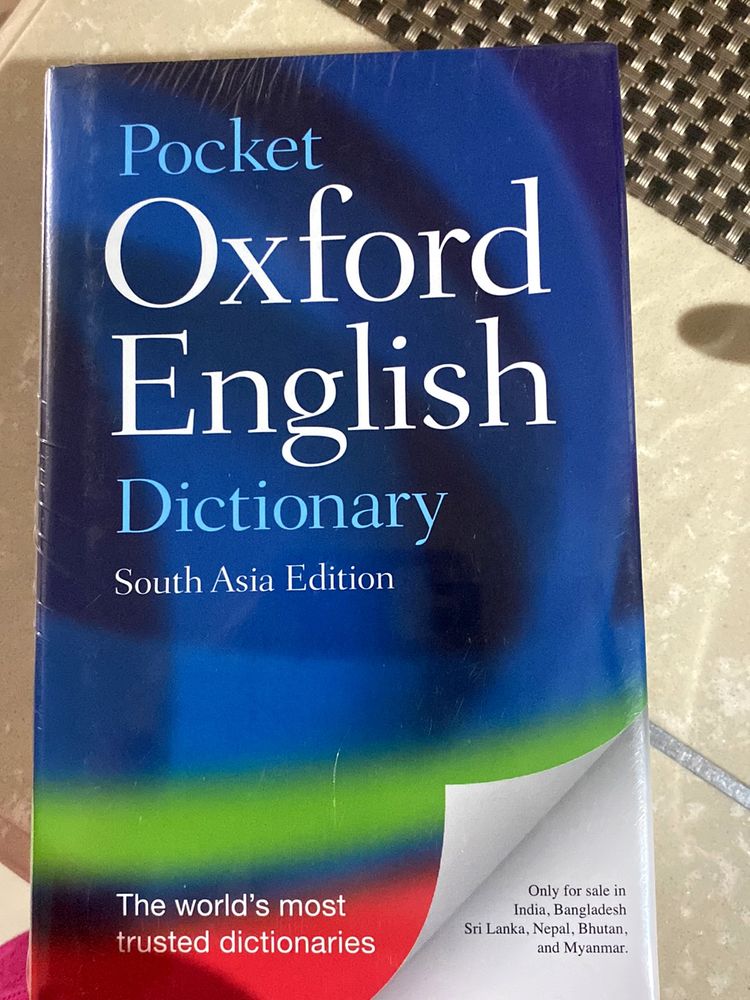 Pocket
Oxford
English
Dictionary
South Asia Edition
The world's most
trusted dictionaries
Only for sale in
India, Bangladesh
Sri Lanka, Nepal, Bhutan,
and Myanmar.